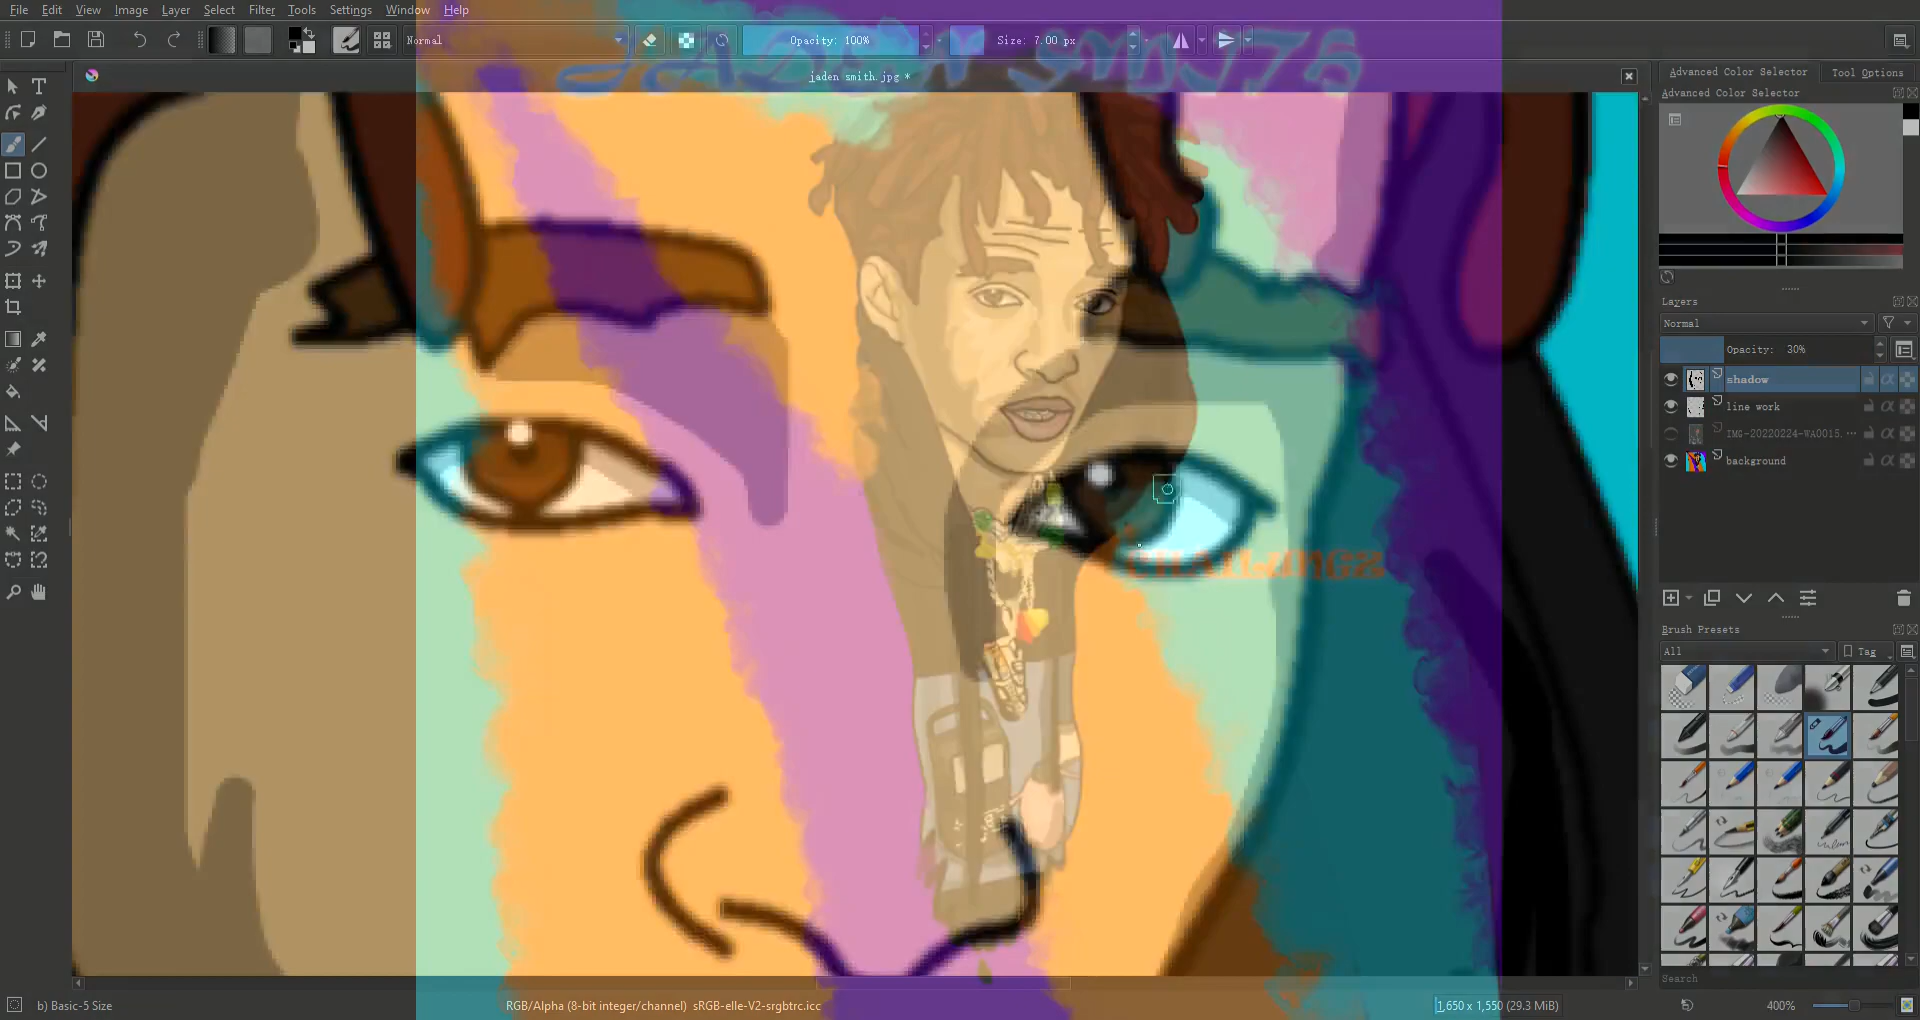 File Edit View Image Layer Select Filter Tools Settings Window Help
Normal
Opacity: 100%
Size: 7.00 px
jaden smith.jpg *
Advanced Color Selector Tool Options
Advanced Color Selector
Layers
Normal
Opacity: 30%
shadow
line work
IMG-20220224-WA0015. ...
background
Brush Presets
All
Tag
Search
b) Basic-5 Size
RGB/Alpha (8-bit integer/channel) sRGB-elle-V2-srgbtrc.icc
1,650 x 1,550 (29.3 MiB)
400%